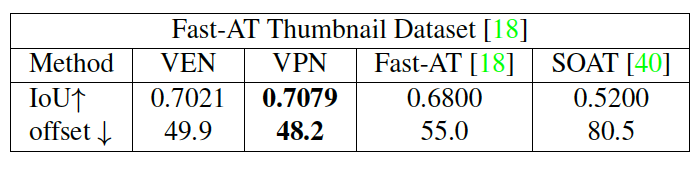 Fast-AT Thumbnail Dataset [18]
Method VEN VPN Fast-AT [18] SOAT [40]
IoU↑ 0.7021 0.7079 0.6800 0.5200
offset ↓ 49.9 48.2 55.0 80.5